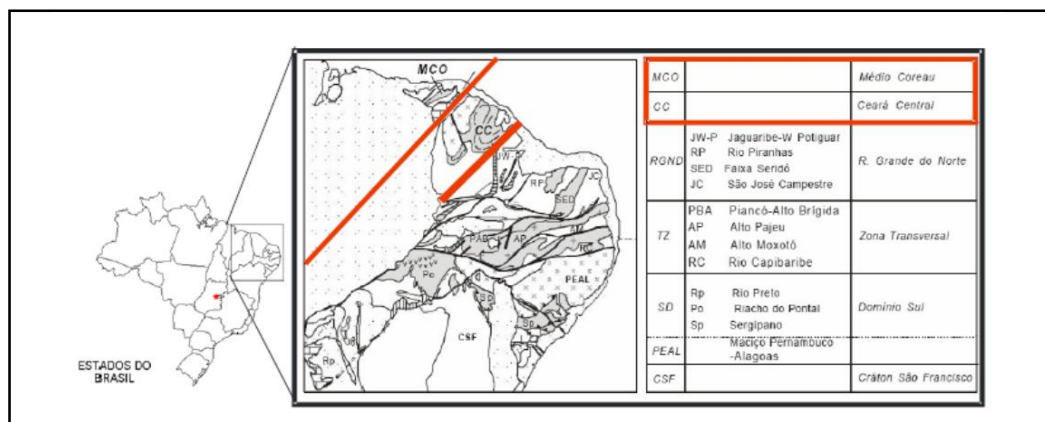 ESTADOS DO
BRASIL
MCO
CC
JW-P
RP
JC
SED
PAB
AP
AM
RC
Po
PEAL
Sp
Sp
CSF
Rp
MCO Médio Coreau
CC Ceará Central
RGND R. Grande do Norte
JW-P Jaguaribe-W Potiguar
RP Rio Piranhas
SED Faixa Seridó
JC São José Campestre
TZ Zona Transversal
PBA Piancó-Alto Brígida
AP Alto Pajeu
AM Alto Moxotó
RC Rio Capibaribe
SD Domínio Sul
Rp Rio Preto
Po Riacho do Pontal
Sp Sergipano
PEAL Maciço Pernambuco
-Alagoas
CSF Cráton São Francisco